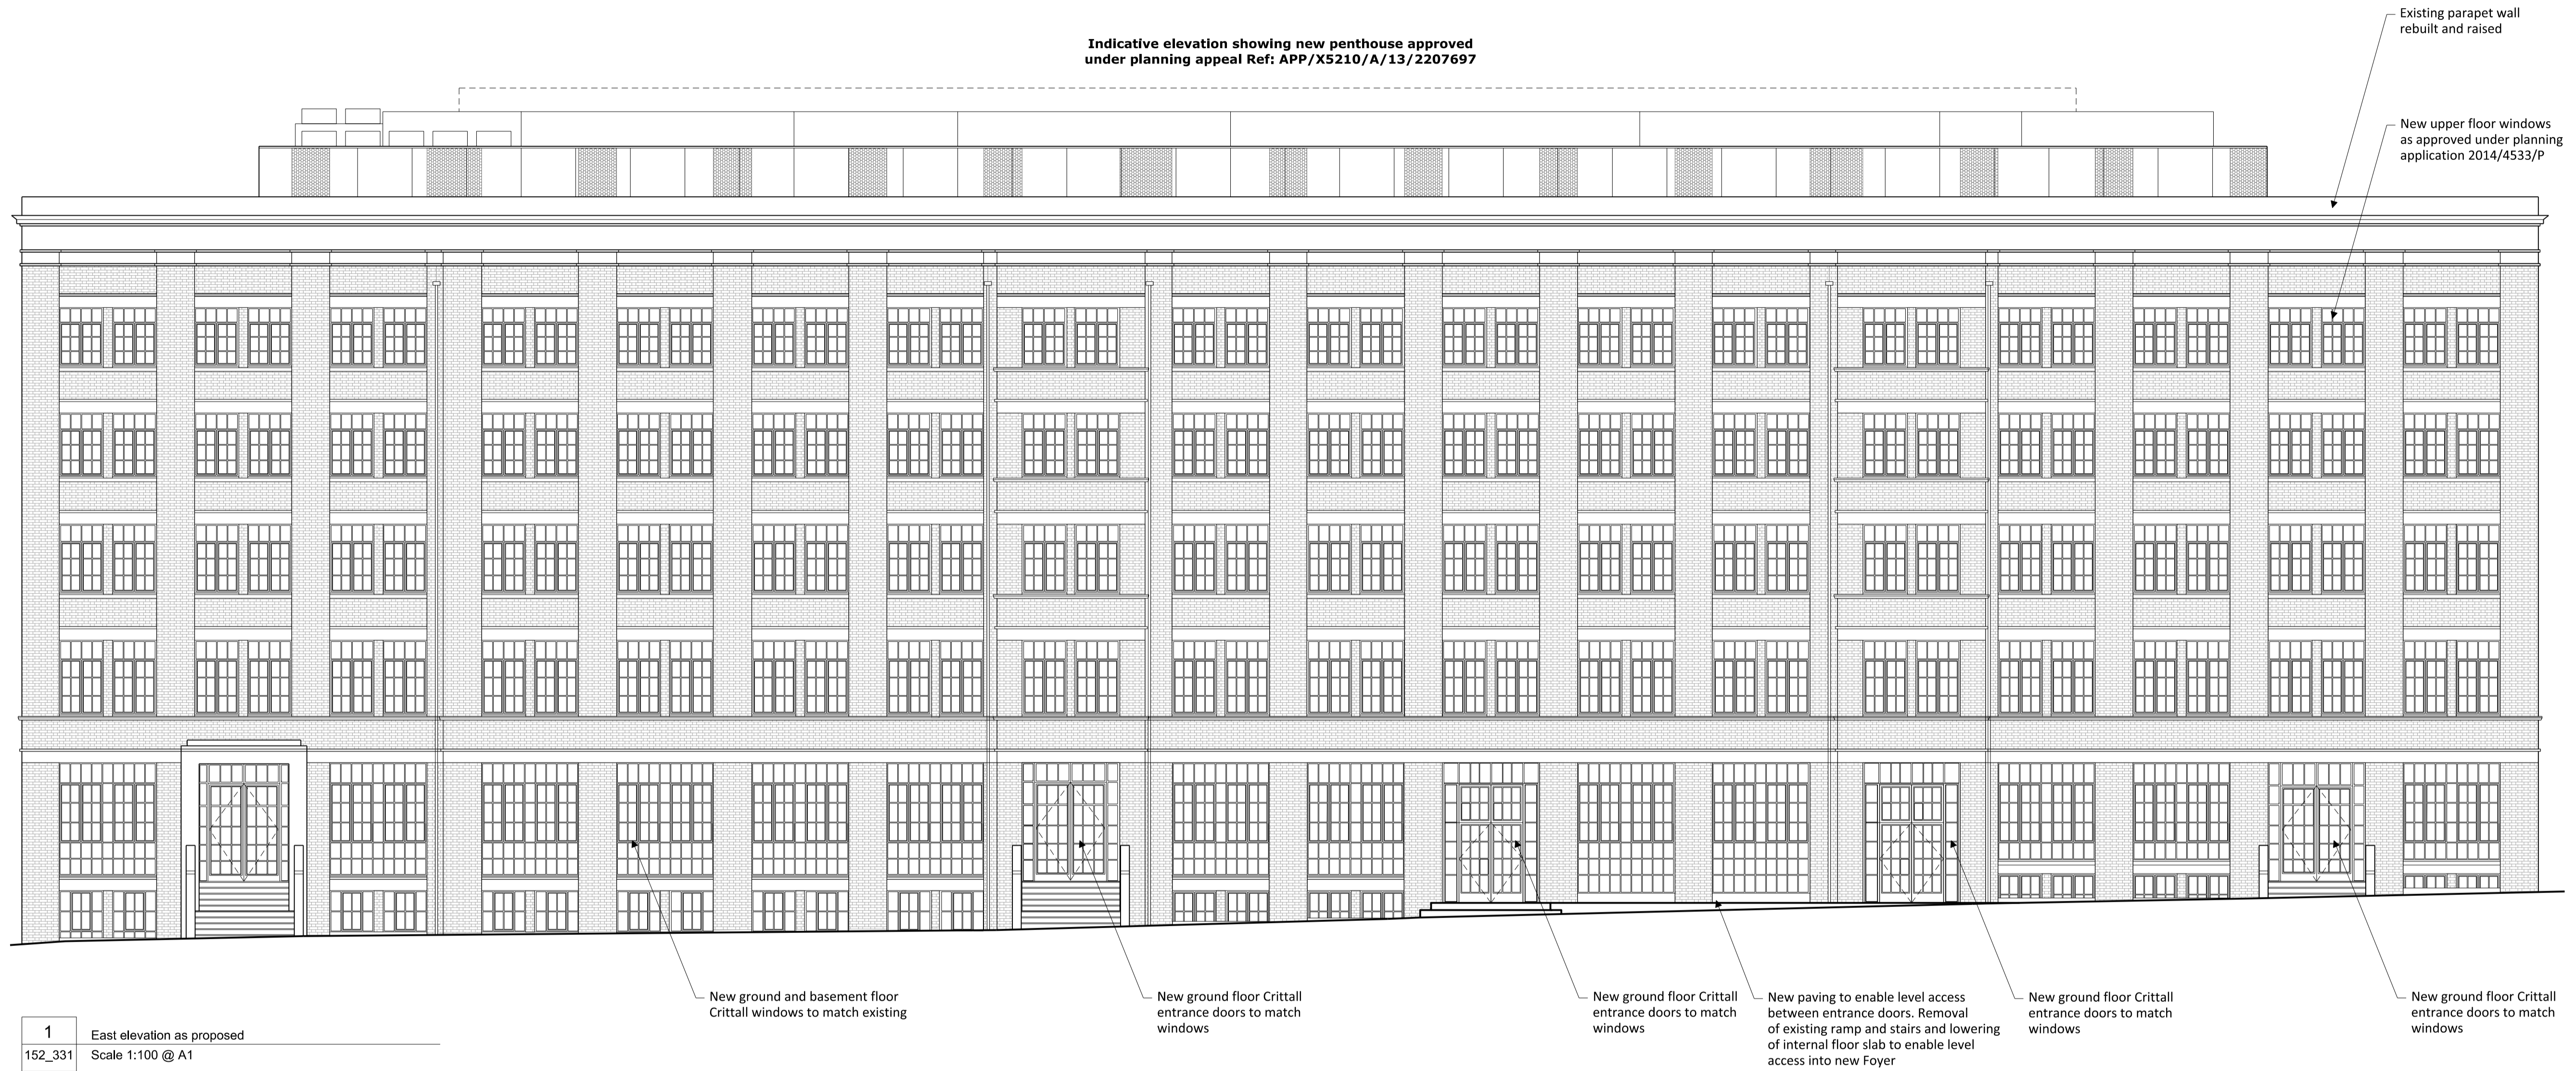 Existing parapet wall
rebuilt and raised
Indicative elevation showing new penthouse approved
under planning appeal Ref: APP/X5210/A/13/2207697
New upper floor windows
as approved under planning
application 2014/4533/P
New ground and basement floor
Crittall windows to match existing
New ground floor Crittall
entrance doors to match
windows
New ground floor Crittall
entrance doors to match
windows
New paving to enable level access
between entrance doors. Removal
of existing ramp and stairs and lowering
of internal floor slab to enable level
access into new Foyer
New ground floor Crittall
entrance doors to match
windows
New ground floor Crittall
entrance doors to match
windows
1
East elevation as proposed
152_331
Scale 1:100 @ A1